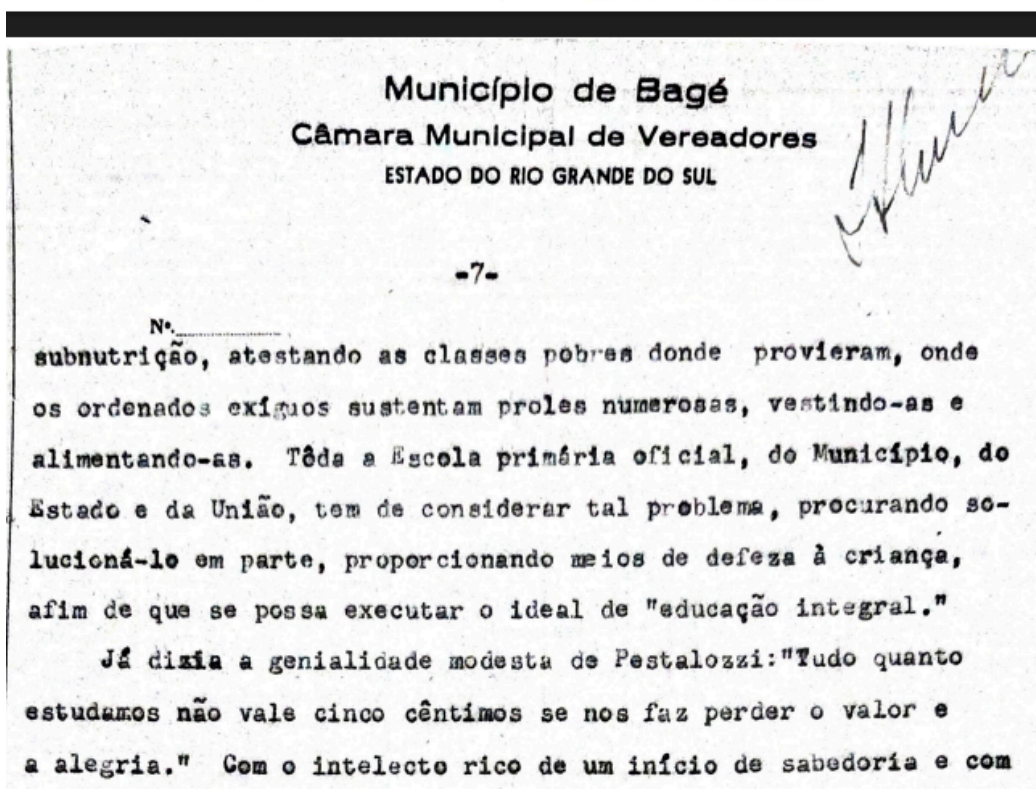 Município de Bagé
Câmara Municipal de Vereadores
ESTADO DO RIO GRANDE DO SUL
-7-
Nº.
subnutrição, atestando as classes pobres donde provieram, onde
os ordenados exíguos sustentam proles numerosas, vestindo-as e
alimentando-as. Tôda a Escola primária oficial, do Município, do
Estado e da União, tem de considerar tal problema, procurando so-
lucioná-lo em parte, proporcionando meios de defeza à criança,
afim de que se possa executar o ideal de "educação integral."
Já dizia a genialidade modesta de Pestalozzi:"Tudo quanto
estudamos não vale cinco cêntimos se nos faz perder o valor e
a alegria." Com o intelecto rico de um início de sabedoria e com